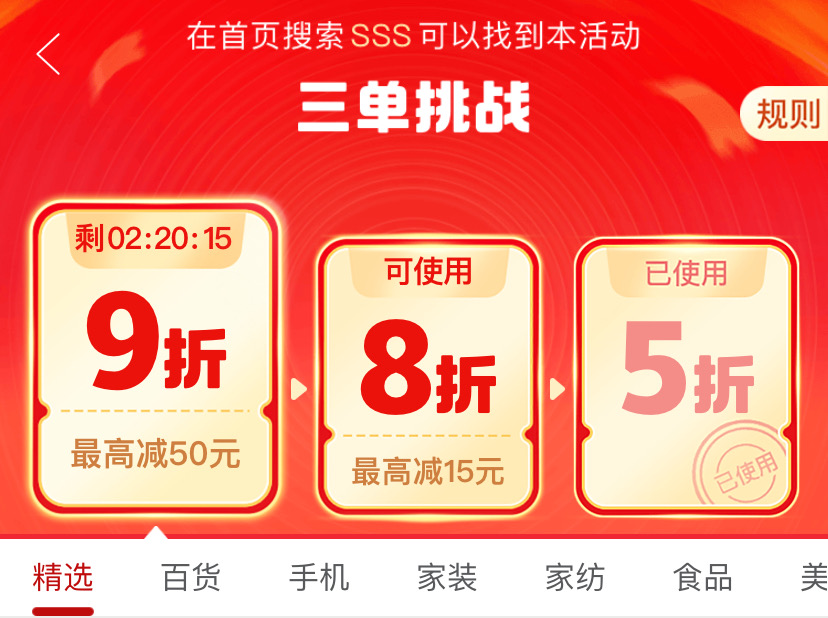 在首页搜索SSS可以找到本活动
三单挑战
规则
剩02:20:15
9折
最高减50元
可使用
8折
最高减15元
已使用
5折
已使用
精选 百货 手机 家装 家纺 食品 美